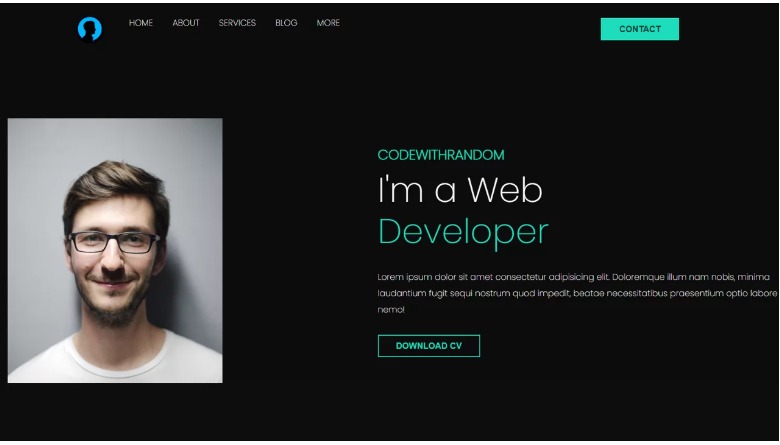 HOME ABOUT SERVICES BLOG MORE CONTACT
CODEWITHRANDOM
I'm a Web
Developer
Lorem ipsum dolor sit amet consectetur adipisicing elit. Doloremque illum nam nobis, minima
laudantium fugit sequi nostrum quod impedit, beatae necessitatibus praesentium optio labore
nemo!
DOWNLOAD CV